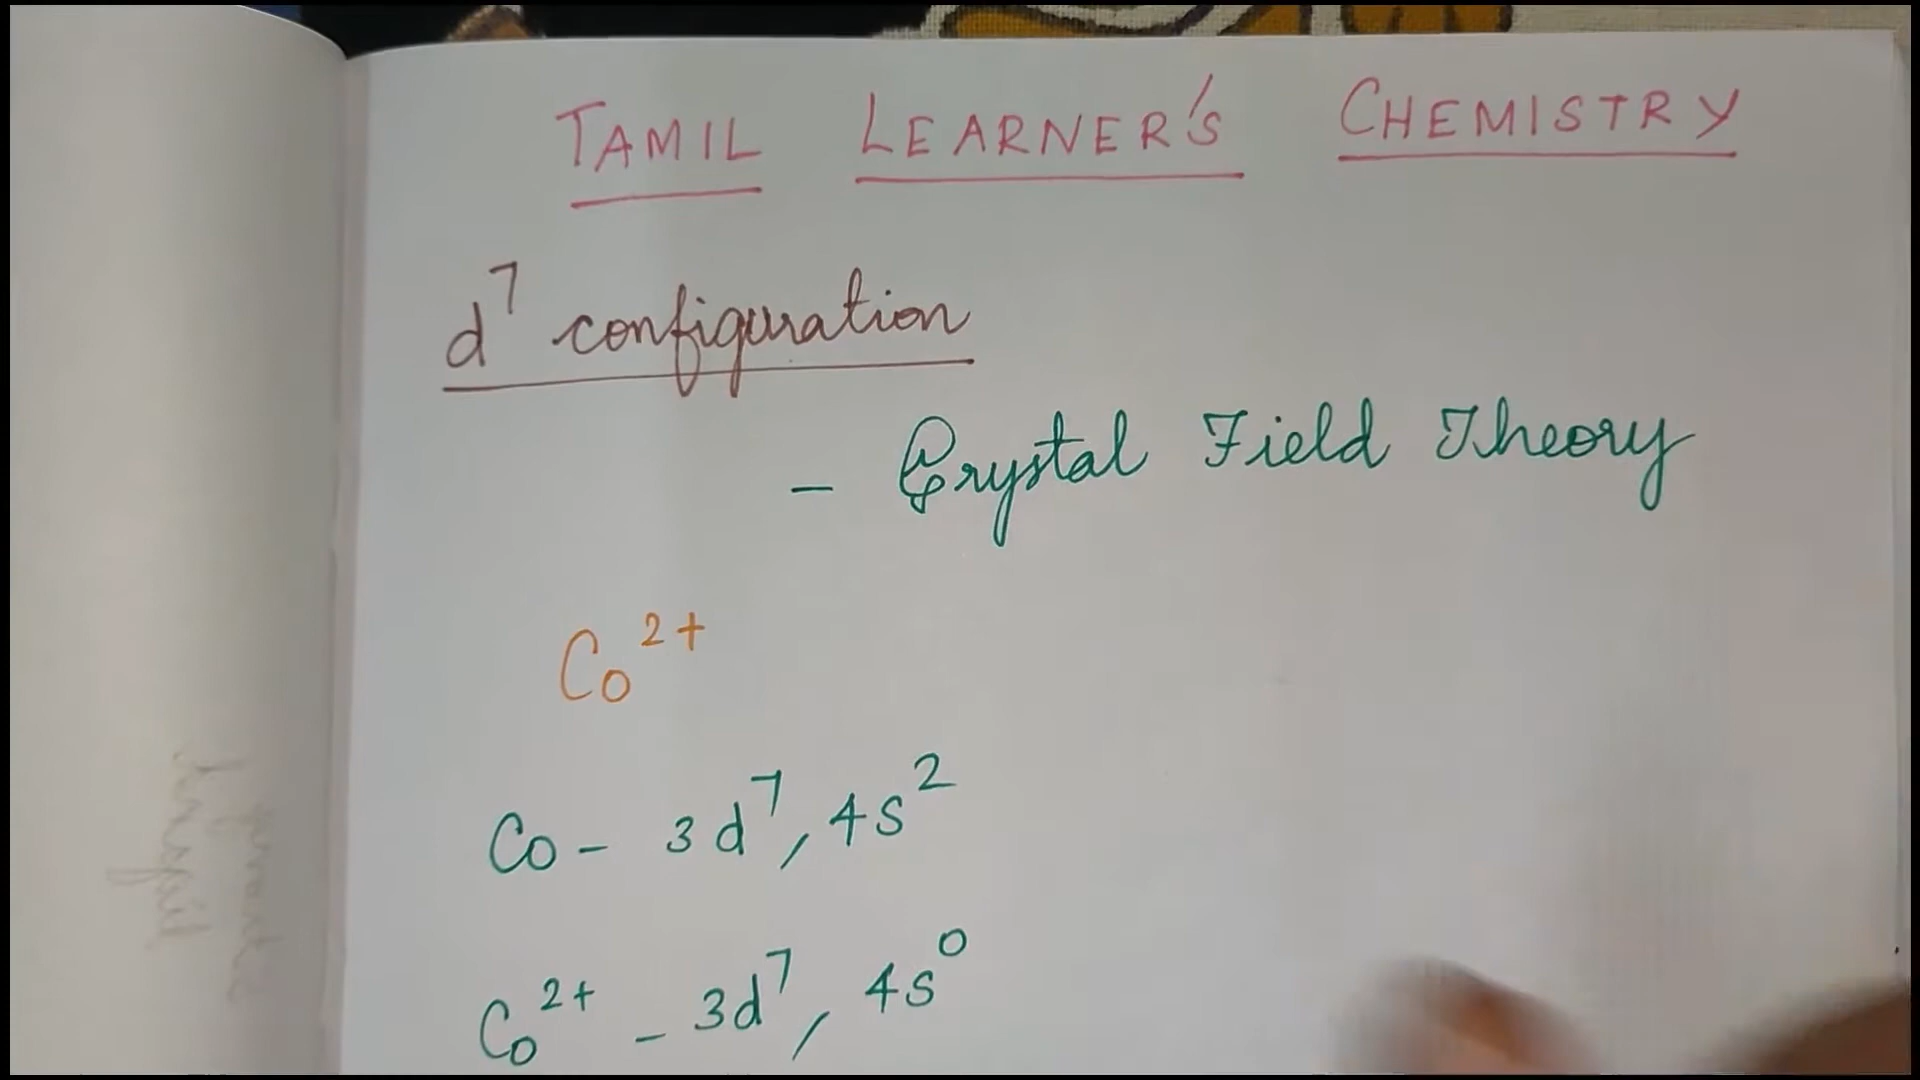 TAMIL LEARNER'S CHEMISTRY
d⁷ configuration
- Crystal Field Theory
Co²⁺
Co - 3d⁷, 4s²
Co²⁺ - 3d⁷, 4s⁰